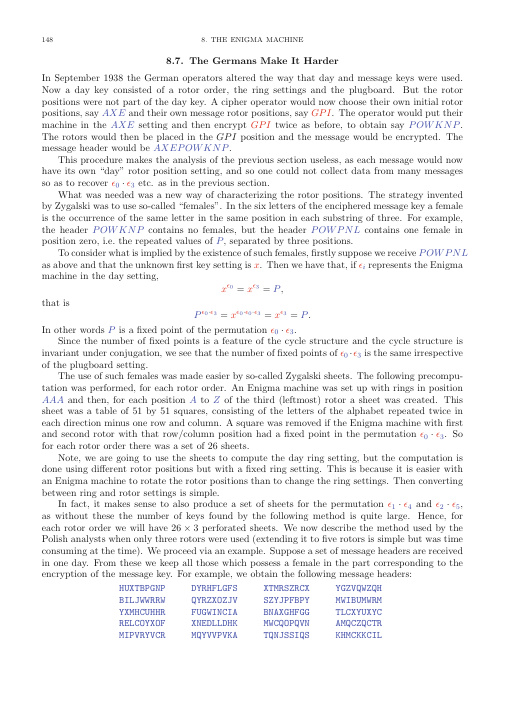 148 8. THE ENIGMA MACHINE
8.7. The Germans Make It Harder
In September 1938 the German operators altered the way that day and message keys were used.
Now a day key consisted of a rotor order, the ring settings and the plugboard. But the rotor
positions were not part of the day key. A cipher operator would now choose their own initial rotor
positions, say AXE and their own message rotor positions, say GPI. The operator would put their
machine in the AXE setting and then encrypt GPI twice as before, to obtain say POWKNP.
The rotors would then be placed in the GPI position and the message would be encrypted. The
message header would be AXEPOWKNP.
This procedure makes the analysis of the previous section useless, as each message would now
have its own “day” rotor position setting, and so one could not collect data from many messages
so as to recover ϵ0 · ϵ3 etc. as in the previous section.
What was needed was a new way of characterizing the rotor positions. The strategy invented
by Zygalski was to use so-called “females”. In the six letters of the enciphered message key a female
is the occurrence of the same letter in the same position in each substring of three. For example,
the header POWKNP contains no females, but the header POWPNL contains one female in
position zero, i.e. the repeated values of P, separated by three positions.
To consider what is implied by the existence of such females, firstly suppose we receive POWPNL
as above and that the unknown first key setting is x. Then we have that, if ϵi represents the Enigma
machine in the day setting,
x^ϵ0 = x^ϵ3 = P,
that is
P^ϵ0·ϵ3 = x^ϵ0·ϵ0·ϵ3 = x^ϵ3 = P.
In other words P is a fixed point of the permutation ϵ0 · ϵ3.
Since the number of fixed points is a feature of the cycle structure and the cycle structure is
invariant under conjugation, we see that the number of fixed points of ϵ0 · ϵ3 is the same irrespective
of the plugboard setting.
The use of such females was made easier by so-called Zygalski sheets. The following precompu-
tation was performed, for each rotor order. An Enigma machine was set up with rings in position
AAA and then, for each position A to Z of the third (leftmost) rotor a sheet was created. This
sheet was a table of 51 by 51 squares, consisting of the letters of the alphabet repeated twice in
each direction minus one row and column. A square was removed if the Enigma machine with first
and second rotor with that row/column position had a fixed point in the permutation ϵ0 · ϵ3. So
for each rotor order there was a set of 26 sheets.
Note, we are going to use the sheets to compute the day ring setting, but the computation is
done using different rotor positions but with a fixed ring setting. This is because it is easier with
an Enigma machine to rotate the rotor positions than to change the ring settings. Then converting
between ring and rotor settings is simple.
In fact, it makes sense to also produce a set of sheets for the permutation ϵ1 · ϵ4 and ϵ2 · ϵ5,
as without these the number of keys found by the following method is quite large. Hence, for
each rotor order we will have 26 × 3 perforated sheets. We now describe the method used by the
Polish analysts when only three rotors were used (extending it to five rotors is simple but was time
consuming at the time). We proceed via an example. Suppose a set of message headers are received
in one day. From these we keep all those which possess a female in the part corresponding to the
encryption of the message key. For example, we obtain the following message headers:
HUXTBPGNP DYRHFLGFS XTMRSZRCX YGZVQWZQH
BILJWWRRW QYRZXOZJV SZYJPFBPY MWIBUMWRM
YXMHCUHHR FUGWINCIA BNAXGHFGG TLCXYUXYC
RELCOYXOF XNEDLLDHK MWCQOPQVN AMQCZQCTR
MIPVRYVCR MQYVVPVKA TQNJSSIQS KHMCKKCIL